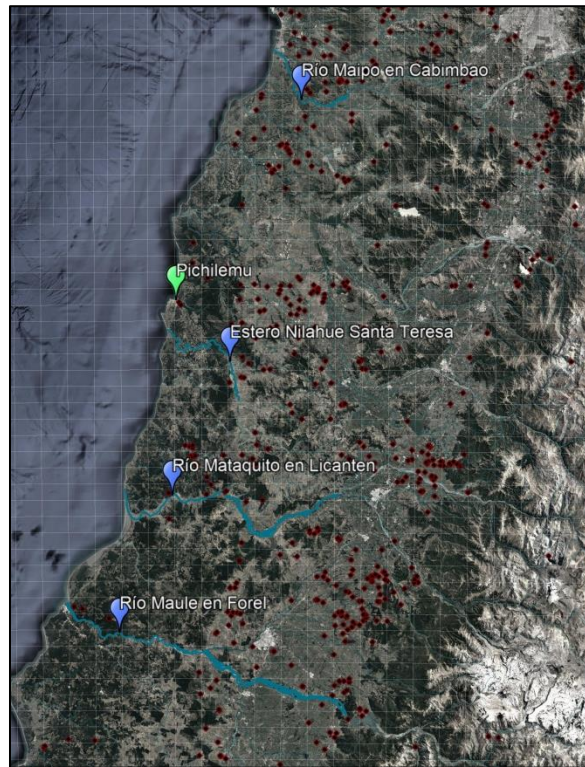 Río Maipo en Cabimbao
Pichilemu
Estero Nilahue Santa Teresa
Río Mataquito en Licanten
Río Maule en Forel